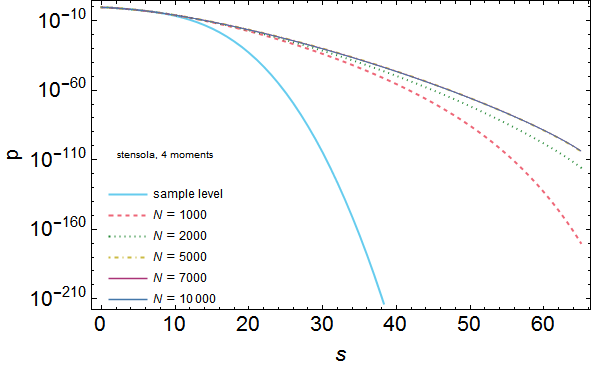 10^-10
10^-60
10^-110
10^-160
10^-210
p
stensola, 4 moments
sample level
N = 1000
N = 2000
N = 5000
N = 7000
N = 10 000
0 10 20 30 40 50 60
s